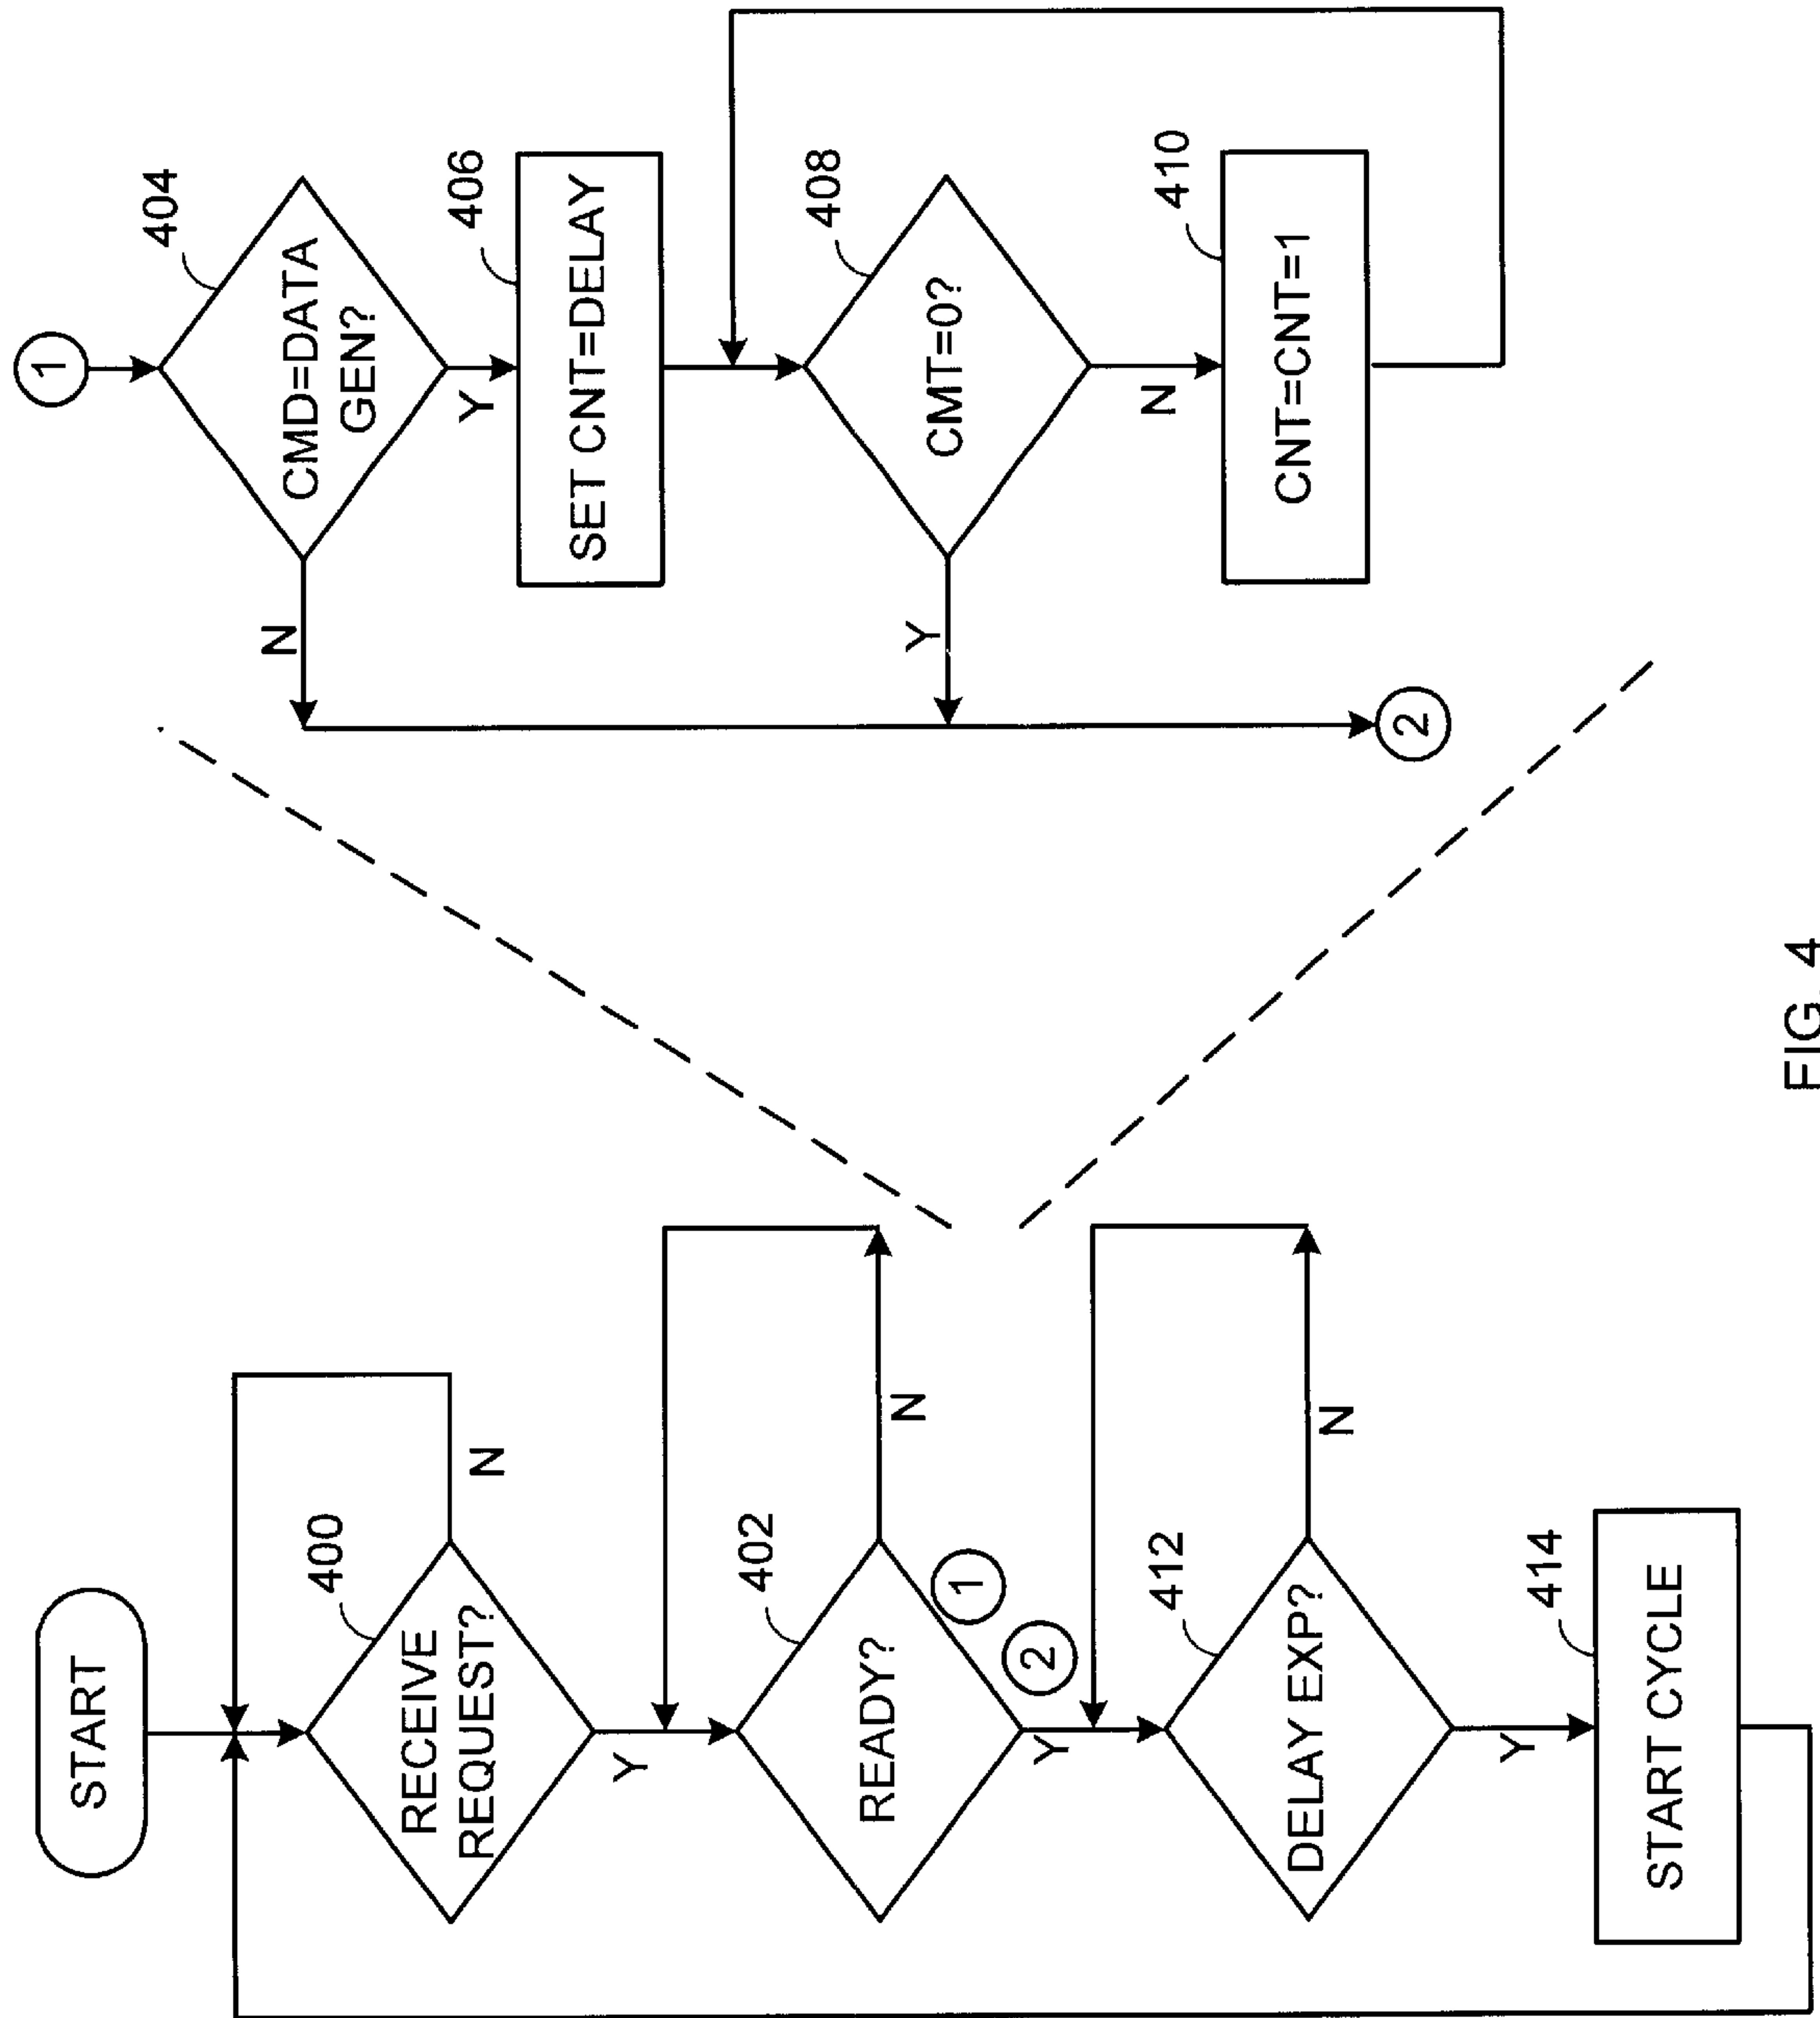 START
400
RECEIVE
REQUEST?
N
Y
402
READY?
N
1
2
Y
412
DELAY EXP?
N
Y
414
START CYCLE
1
404
CMD=DATA
GEN?
N
Y
406
SET CNT=DELAY
408
CMT=0?
Y
N
410
CNT=CNT=1
2
FIG. 4